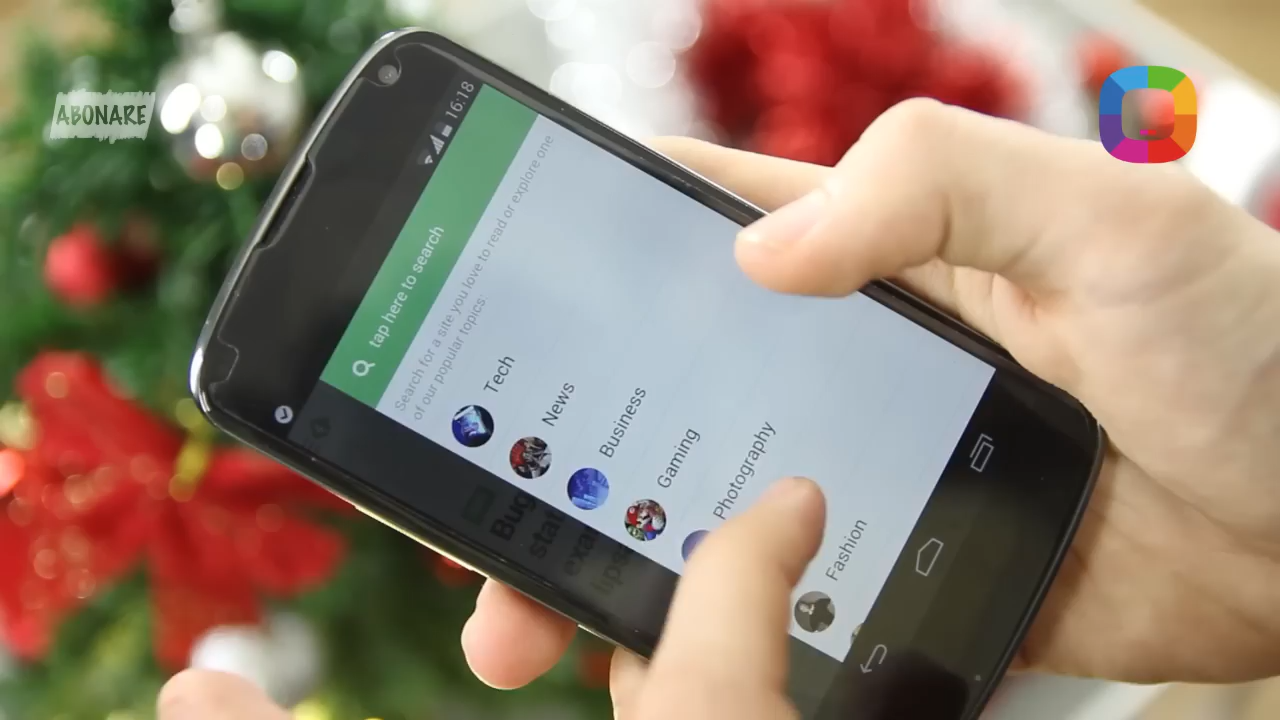 ABONARE
16:18
tap here to search
Search for a site you love to read or explore one
of our popular topics:
Tech
News
Business
Gaming
Photography
Fashion
Bug